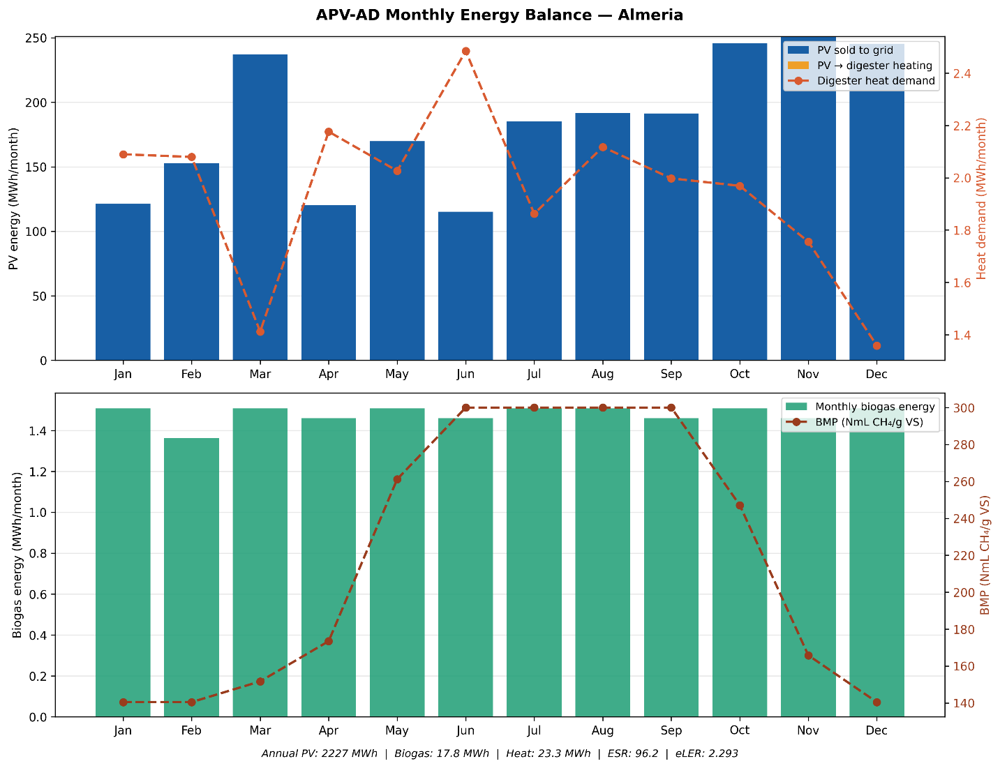 APV-AD Monthly Energy Balance — Almeria
PV energy (MWh/month)
250
200
150
100
50
0
2.4
2.2
2.0
1.8
1.6
1.4
Heat demand (MWh/month)
PV sold to grid
PV → digester heating
Digester heat demand
Jan Feb Mar Apr May Jun Jul Aug Sep Oct Nov Dec
Biogas energy (MWh/month)
1.4
1.2
1.0
0.8
0.6
0.4
0.2
0.0
300
280
260
240
220
200
180
160
140
BMP (NmL CH₄/g VS)
Monthly biogas energy
BMP (NmL CH₄/g VS)
Jan Feb Mar Apr May Jun Jul Aug Sep Oct Nov Dec
Annual PV: 2227 MWh | Biogas: 17.8 MWh | Heat: 23.3 MWh | ESR: 96.2 | eLER: 2.293